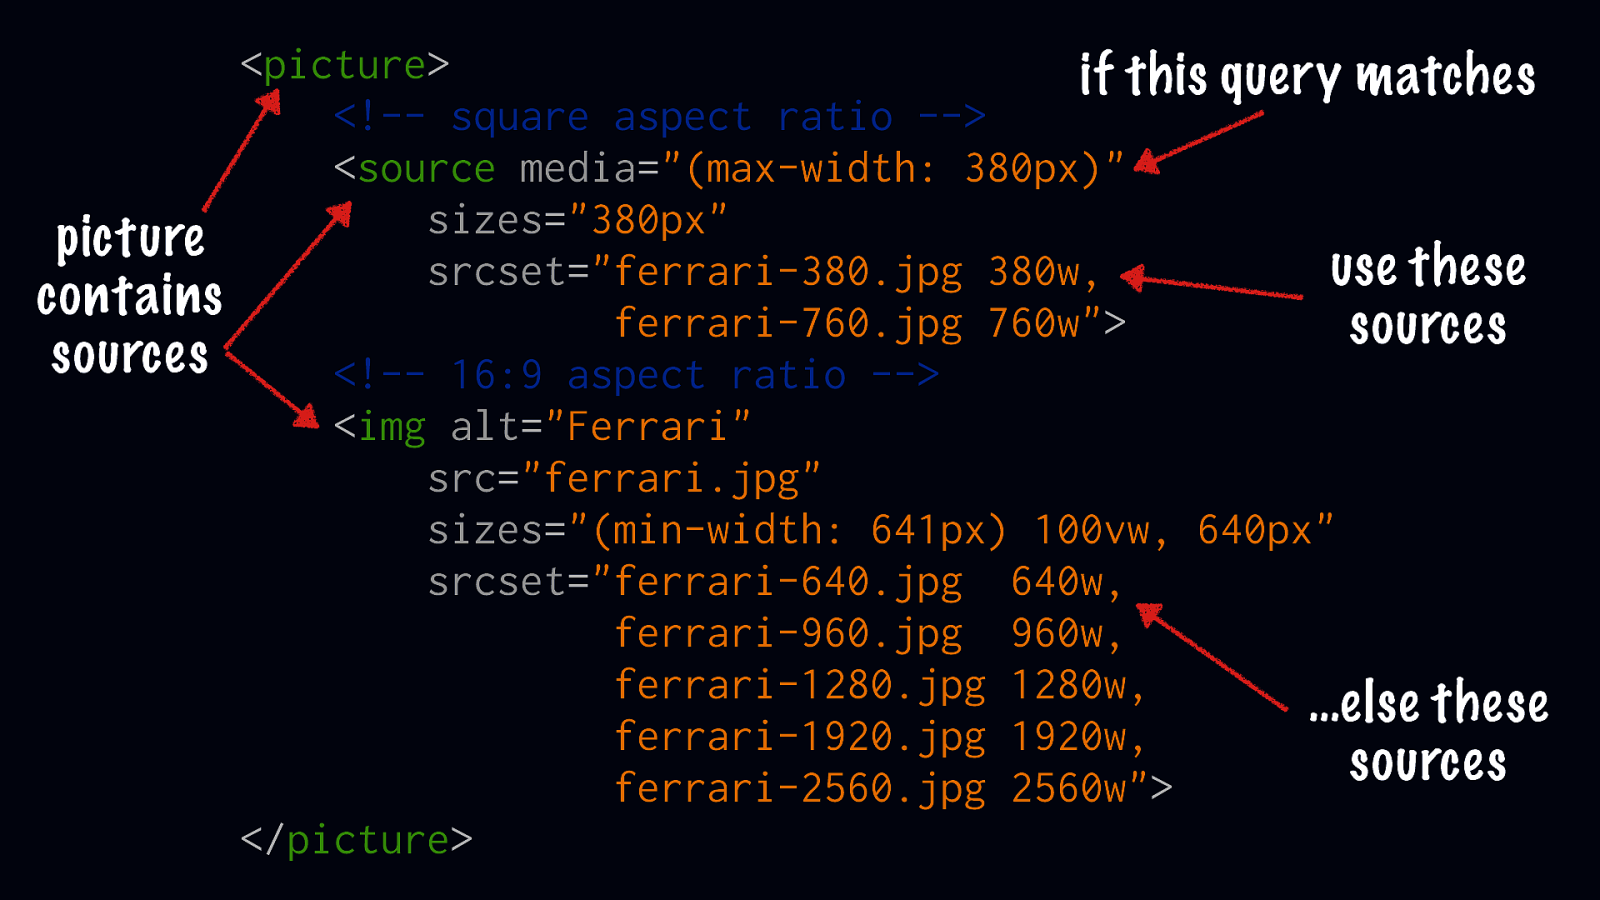 <picture>
<!-- square aspect ratio -->
<source media="(max-width: 380px)"
sizes="380px"
srcset="ferrari-380.jpg 380w,
ferrari-760.jpg 760w">
<!-- 16:9 aspect ratio -->
<img alt="Ferrari"
src="ferrari.jpg"
sizes="(min-width: 641px) 100vw, 640px"
srcset="ferrari-640.jpg  640w,
ferrari-960.jpg  960w,
ferrari-1280.jpg 1280w,
ferrari-1920.jpg 1920w,
ferrari-2560.jpg 2560w">
</picture>
picture
contains
sources
if this query matches
use these
sources
...else these
sources